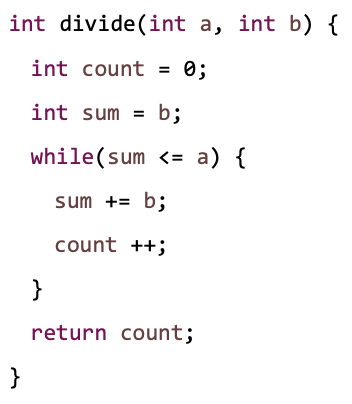 int divide(int a, int b) {
  int count = 0;
  int sum = b;
  while(sum <= a) {
    sum += b;
    count ++;
  }
  return count;
}